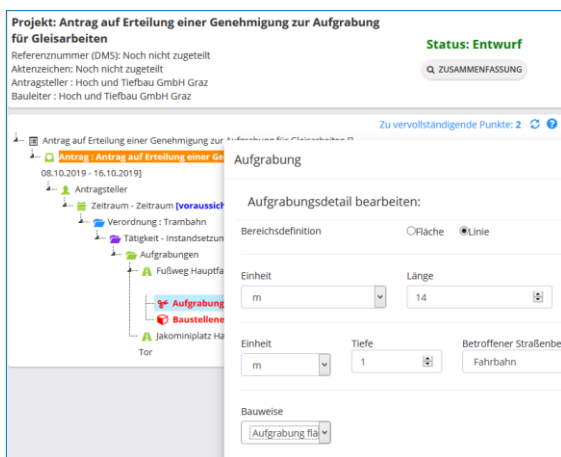 Projekt: Antrag auf Erteilung einer Genehmigung zur Aufgrabung
für Gleisarbeiten
Referenznummer (DMS): Noch nicht zugeteilt
Aktenzeichen: Noch nicht zugeteilt
Antragsteller : Hoch und Tiefbau GmbH Graz
Bauleiter : Hoch und Tiefbau GmbH Graz
Status: Entwurf
ZUSAMMENFASSUNG
Zu vervollständigende Punkte: 2
Antrag auf Erteilung einer Genehmigung zur Aufgrabung für Gleisarbeiten
Antrag : Antrag auf Erteilung einer Ge
08.10.2019 - 16.10.2019]
Antragsteller
Zeitraum - Zeitraum [voraussich
Verordnung : Trambahn
Tätigkeit - Instandsetzun
Aufgrabungen
Fußweg Hauptfa
Aufgrabung
Baustellene
Jakominiplatz Ha
Tor
Aufgrabung
Aufgrabungsdetail bearbeiten:
Bereichsdefinition
Fläche
Linie
Einheit
Länge
m
14
Einheit
Tiefe
Betroffener Straßenbe
m
1
Fahrbahn
Bauweise
Aufgrabung flä